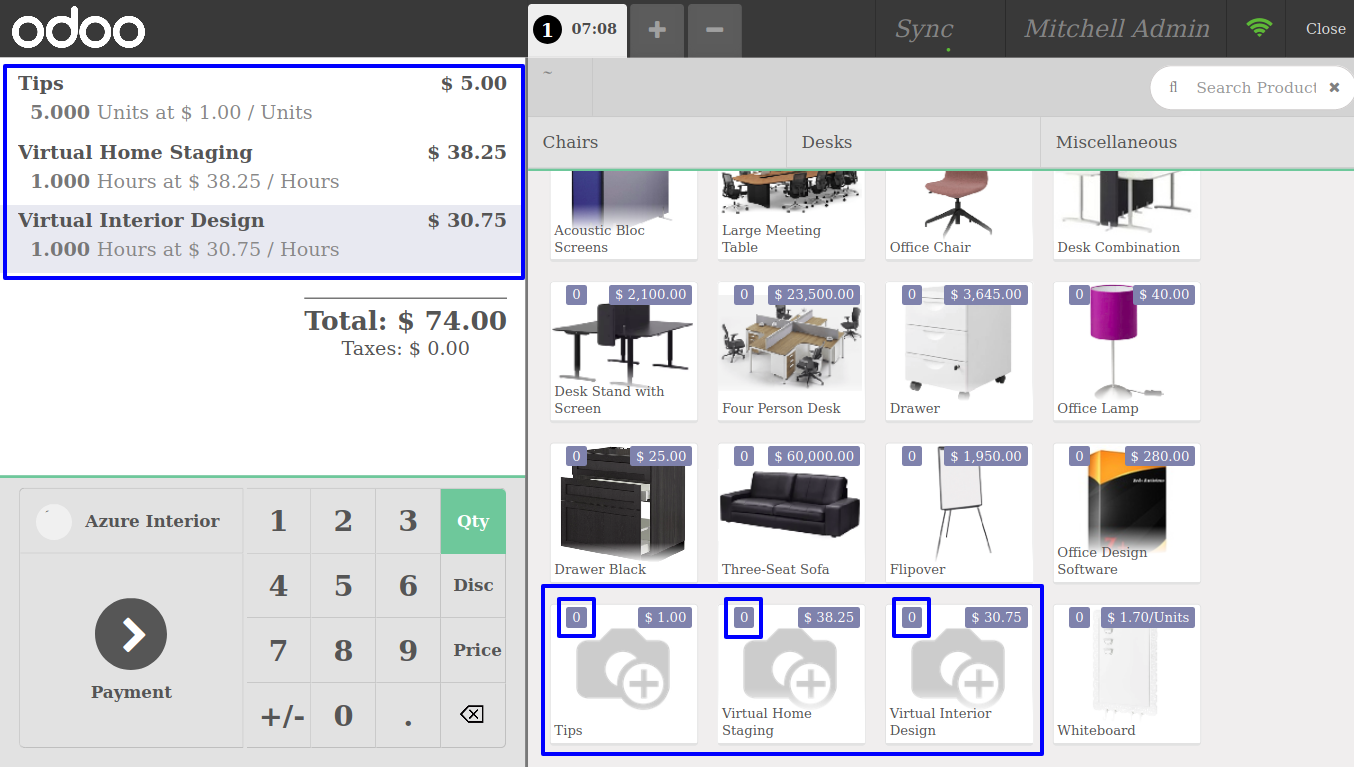 odoo
1 07:08 + −
Sync
Mitchell Admin
Close
Tips $ 5.00
5.000 Units at $ 1.00 / Units
Virtual Home Staging $ 38.25
1.000 Hours at $ 38.25 / Hours
Virtual Interior Design $ 30.75
1.000 Hours at $ 30.75 / Hours
Total: $ 74.00
Taxes: $ 0.00
Azure Interior
Payment
1 2 3 Qty
4 5 6 Disc
7 8 9 Price
+/- 0 .
~
Search Product
Chairs Desks Miscellaneous
Acoustic Bloc
Screens
Large Meeting
Table
Office Chair
Desk Combination
0 $ 2,100.00
Desk Stand with
Screen
0 $ 23,500.00
Four Person Desk
0 $ 3,645.00
Drawer
0 $ 40.00
Office Lamp
0 $ 25.00
Drawer Black
0 $ 60,000.00
Three-Seat Sofa
0 $ 1,950.00
Flipover
0 $ 280.00
Office Design
Software
0 $ 1.00
Tips
0 $ 38.25
Virtual Home
Staging
0 $ 30.75
Virtual Interior
Design
0 $ 1.70/Units
Whiteboard